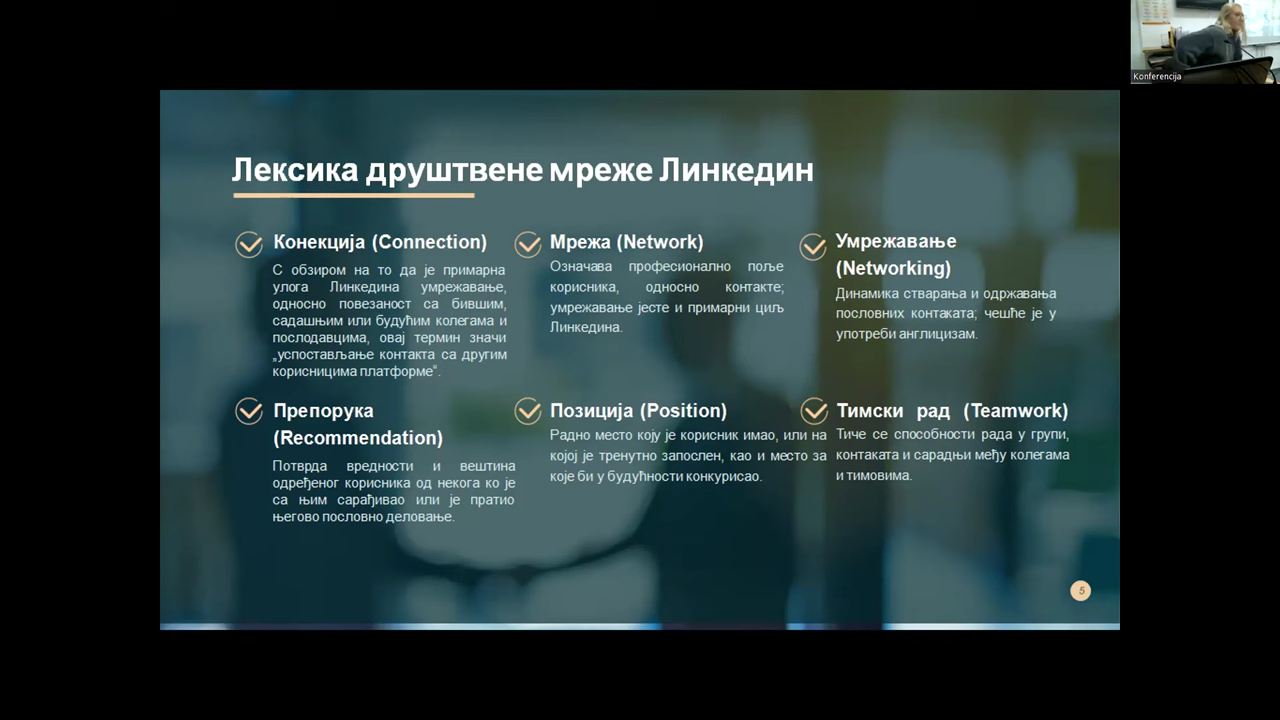 Konferencija
Лексика друштвене мреже Линкедин
Конекција (Connection)
С обзиром на то да је примарна
улога Линкедина умрежавање,
односно повезаност са бившим,
садашњим или будућим колегама и
послодавцима, овај термин значи
„успостављање контакта са другим
корисницима платформе“.
Мрежа (Network)
Означава професионално поље
корисника, односно контакте;
умрежавање јесте и примарни циљ
Линкедина.
Умрежавање
(Networking)
Динамика стварања и одржавања
пословних контаката; чешће је у
употреби англицизам.
Препорука
(Recommendation)
Потврда вредности и вештина
одређеног корисника од некога ко је
са њим сарађивао или је пратио
његово пословно деловање.
Позиција (Position)
Радно место коју је корисник имао, или на
којој је тренутно запослен, као и место за
које би у будућности конкурисао.
Тимски рад (Teamwork)
Тиче се способности рада у групи,
контаката и сарадњи међу колегама
и тимовима.
5